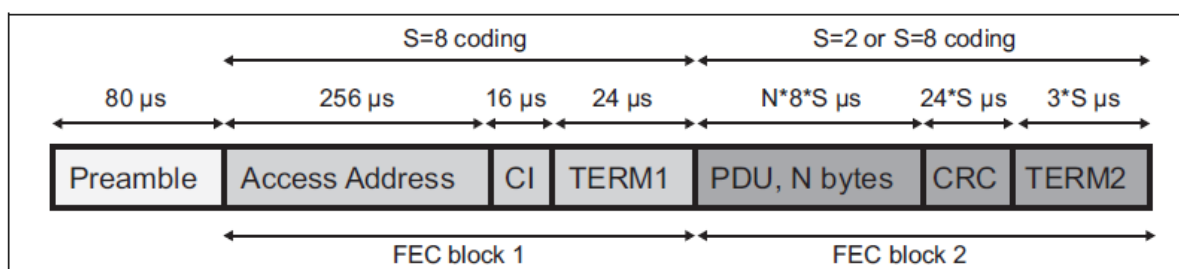 S=8 coding S=2 or S=8 coding
80 μs 256 μs 16 μs 24 μs N*8*S μs 24*S μs 3*S μs
Preamble Access Address CI TERM1 PDU, N bytes CRC TERM2
FEC block 1 FEC block 2